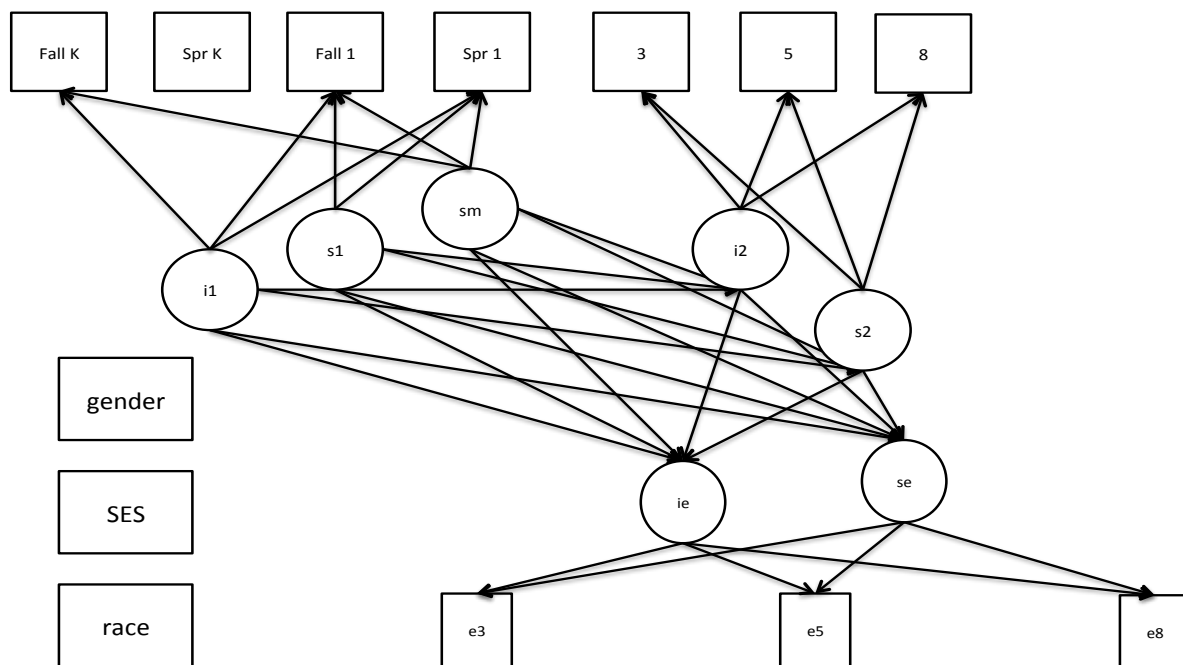 Fall K
Spr K
Fall 1
Spr 1
3
5
8
sm
s1
i2
i1
s2
gender
SES
se
ie
race
e3
e5
e8